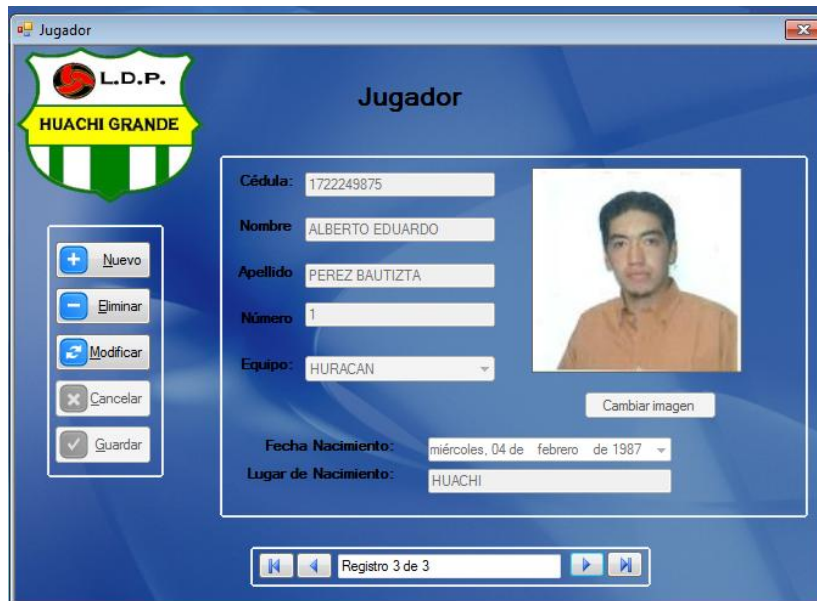 Jugador
L.D.P.
HUACHI GRANDE
Jugador
Cédula: 1722249875
Nombre ALBERTO EDUARDO
Apellido PEREZ BAUTIZTA
Número 1
Equipo: HURACAN
Nuevo
Eliminar
Modificar
Cancelar
Guardar
Cambiar imagen
Fecha Nacimiento: miércoles, 04 de febrero de 1987
Lugar de Nacimiento: HUACHI
Registro 3 de 3